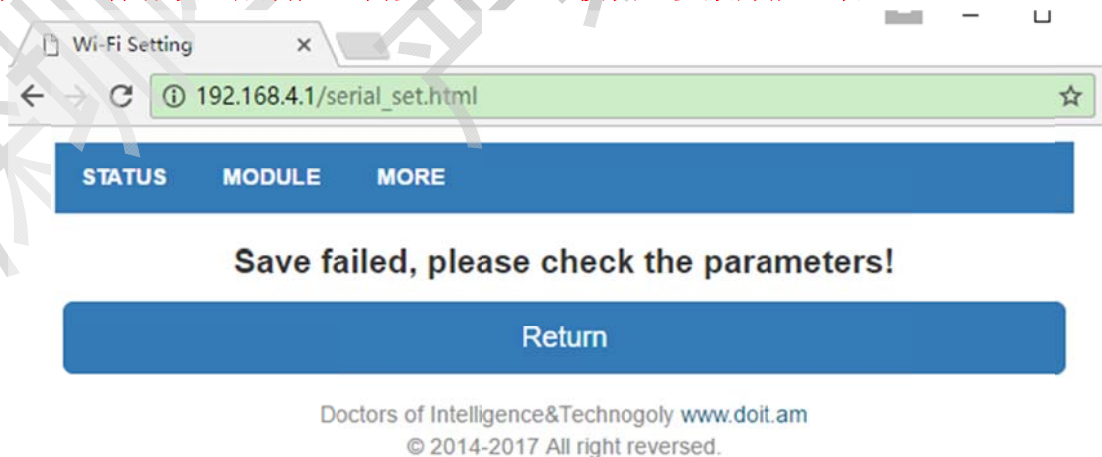 Wi-Fi Setting
192.168.4.1/serial_set.html
STATUS MODULE MORE
Save failed, please check the parameters!
Return
Doctors of Intelligence&Technogoly www.doit.am
© 2014-2017 All right reversed.